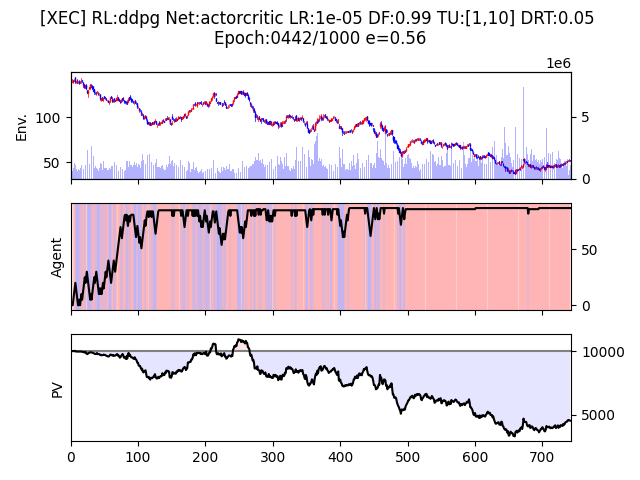 [XEC] RL:ddpg Net:actorcritic LR:1e-05 DF:0.99 TU:[1,10] DRT:0.05
Epoch:0442/1000 e=0.56
1e6
Env.
100
50
5
0
Agent
50
0
PV
10000
5000
0 100 200 300 400 500 600 700